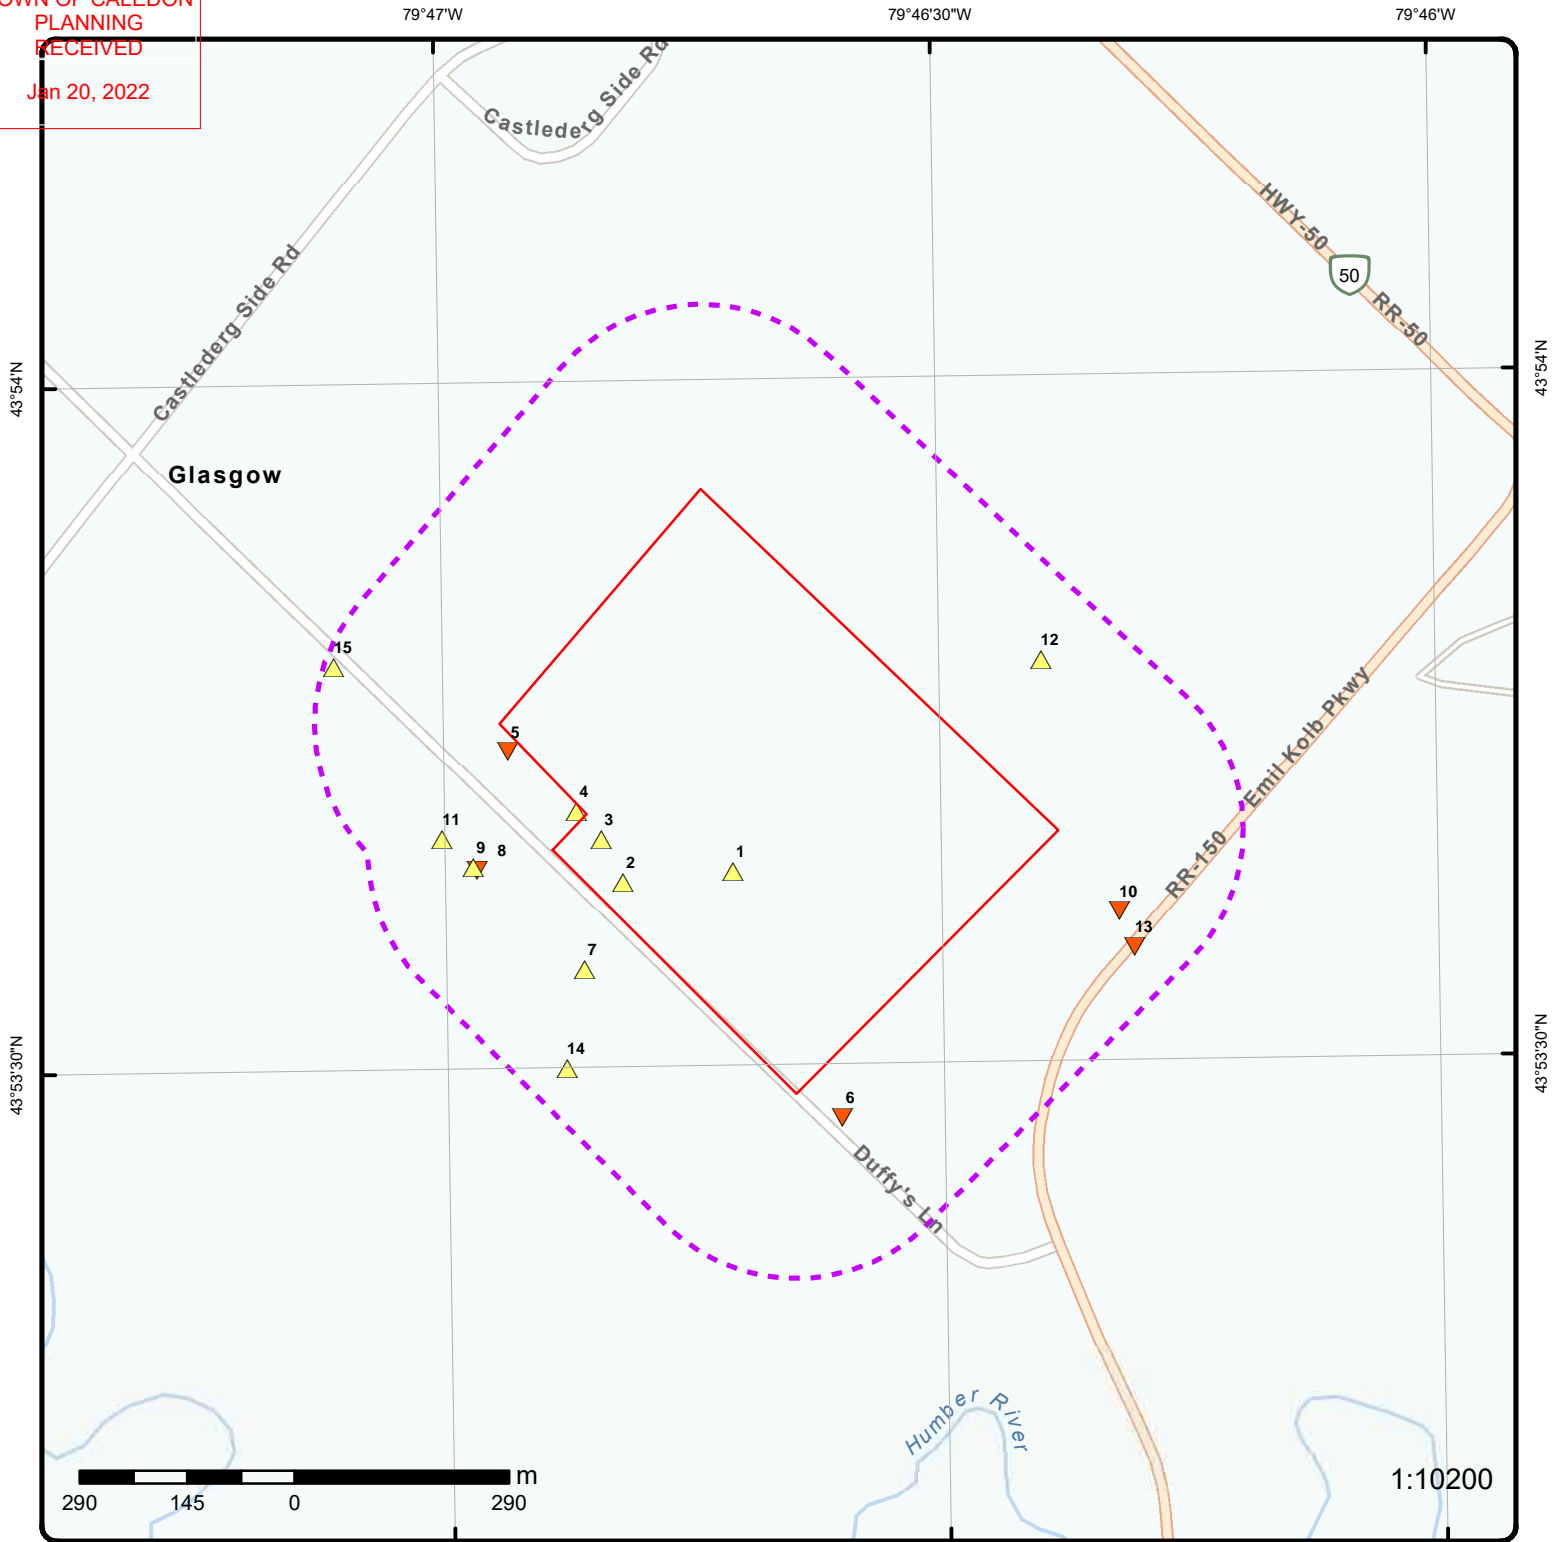 OWN OF CALEDON
PLANNING
RECEIVED
Jan 20, 2022
79°47'W
79°46'30"W
79°46'W
Castlederg Side Rd
Castlederg Side Rd
HWY-50
50
RR-50
43°54'N
43°54'N
Glasgow
15
12
5
4
3
11
9
8
2
1
Emil Kolb Pkwy
RR-150
10
13
7
14
6
43°53'30"N
43°53'30"N
Duffy's Ln
Humber River
m
290 145 0 290
1:10200